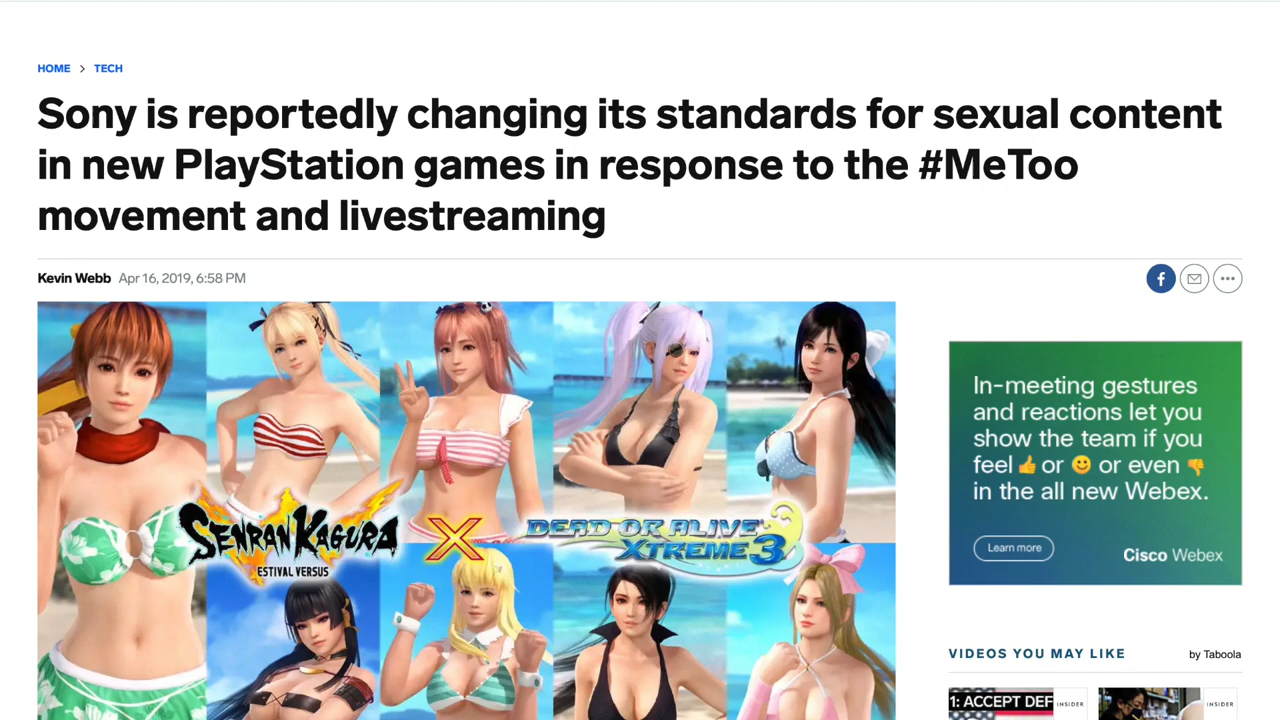 HOME > TECH
Sony is reportedly changing its standards for sexual content
in new PlayStation games in response to the #MeToo
movement and livestreaming
Kevin Webb Apr 16, 2019, 6:58 PM
SENRAN KAGURA
ESTIVAL VERSUS
X
DEAD OR ALIVE
XTREME 3
In-meeting gestures
and reactions let you
show the team if you
feel 👍 or 🙂 or even 👎
in the all new Webex.
Learn more
Cisco Webex
VIDEOS YOU MAY LIKE
by Taboola
1: ACCEPT DEF
INSIDER
INSIDER